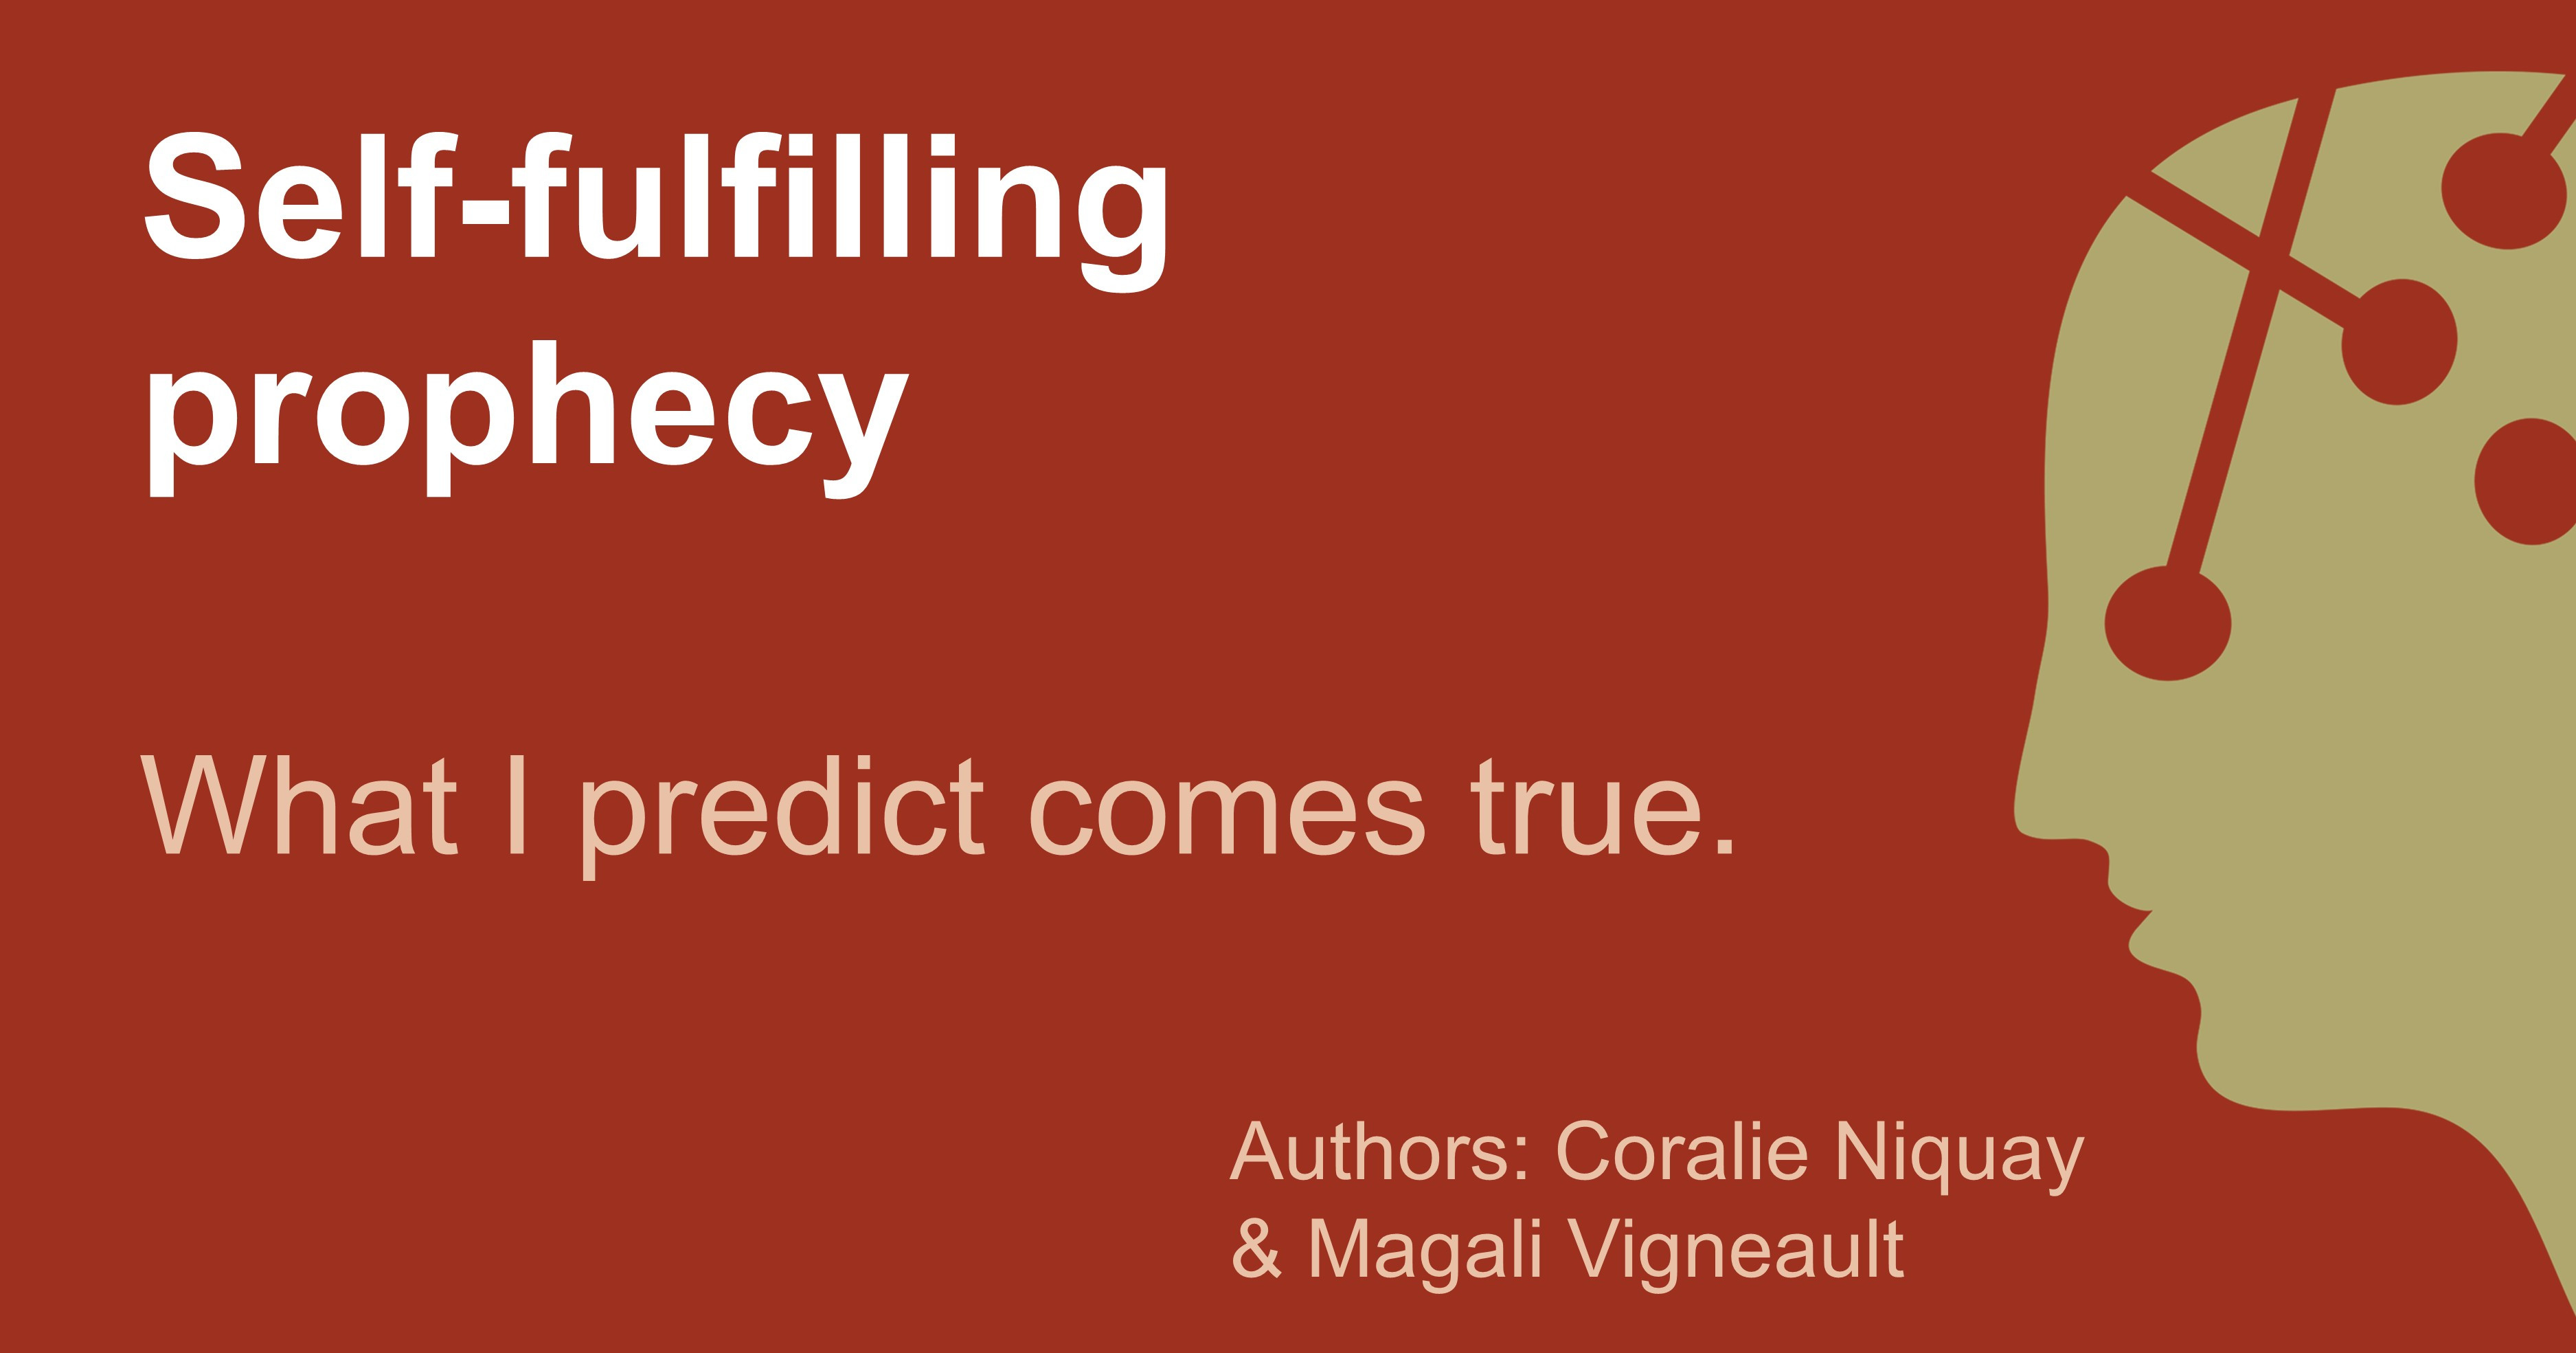 Self-fulfilling
prophecy
What I predict comes true.
Authors: Coralie Niquay
& Magali Vigneault